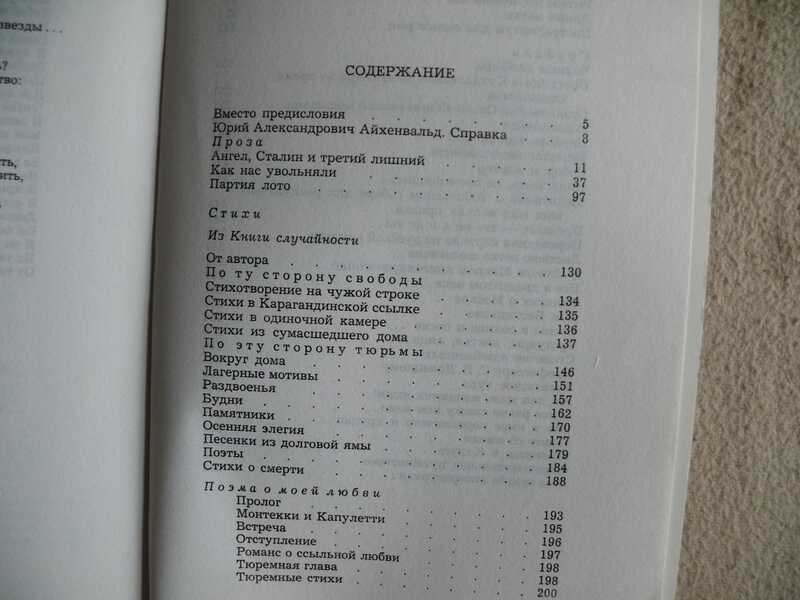 звезды . . .
?
тво:
ть,
ить,
СОДЕРЖАНИЕ
Вместо предисловия . . . . . . 5
Юрий Александрович Айхенвальд. Справка . . 8
Проза
Ангел, Сталин и третий лишний . . . . 11
Как нас увольняли . . . . . . 37
Партия лото . . . . . . . 97
Стихи
Из Книги случайности
От автора . . . . . . . . 130
По ту сторону свободы
Стихотворение на чужой строке . . . . 134
Стихи в Карагандинской ссылке . . . . 135
Стихи в одиночной камере . . . . . 136
Стихи из сумасшедшего дома . . . . 137
По эту сторону тюрьмы
Вокруг дома . . . . . . . 146
Лагерные мотивы . . . . . . 151
Раздвоенья . . . . . . . 157
Будни . . . . . . . . 162
Памятники . . . . . . . 170
Осенняя элегия . . . . . . 177
Песенки из долговой ямы . . . . . 179
Поэты . . . . . . . . 184
Стихи о смерти . . . . . . 188
Поэма о моей любви
Пролог . . . . . . . 193
Монтекки и Капулетти . . . . . 195
Встреча . . . . . . . 196
Отступление . . . . . . 197
Романс о ссыльной любви . . . . 198
Тюремная глава . . . . . . 198
Тюремные стихи . . . . . . 200